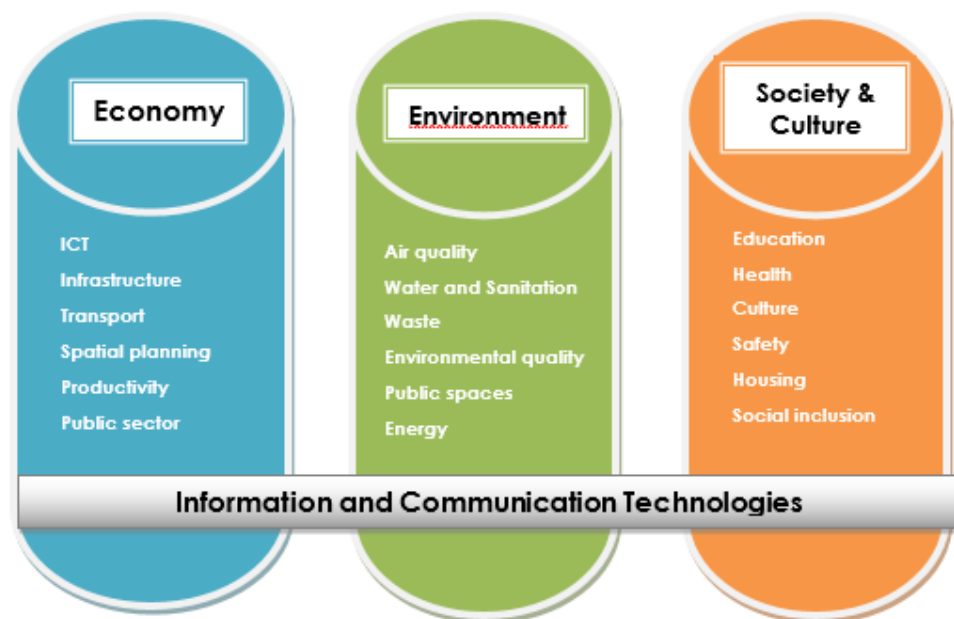 Economy
ICT
Infrastructure
Transport
Spatial planning
Productivity
Public sector
Environment
Air quality
Water and Sanitation
Waste
Environmental quality
Public spaces
Energy
Society &
Culture
Education
Health
Culture
Safety
Housing
Social inclusion
Information and Communication Technologies